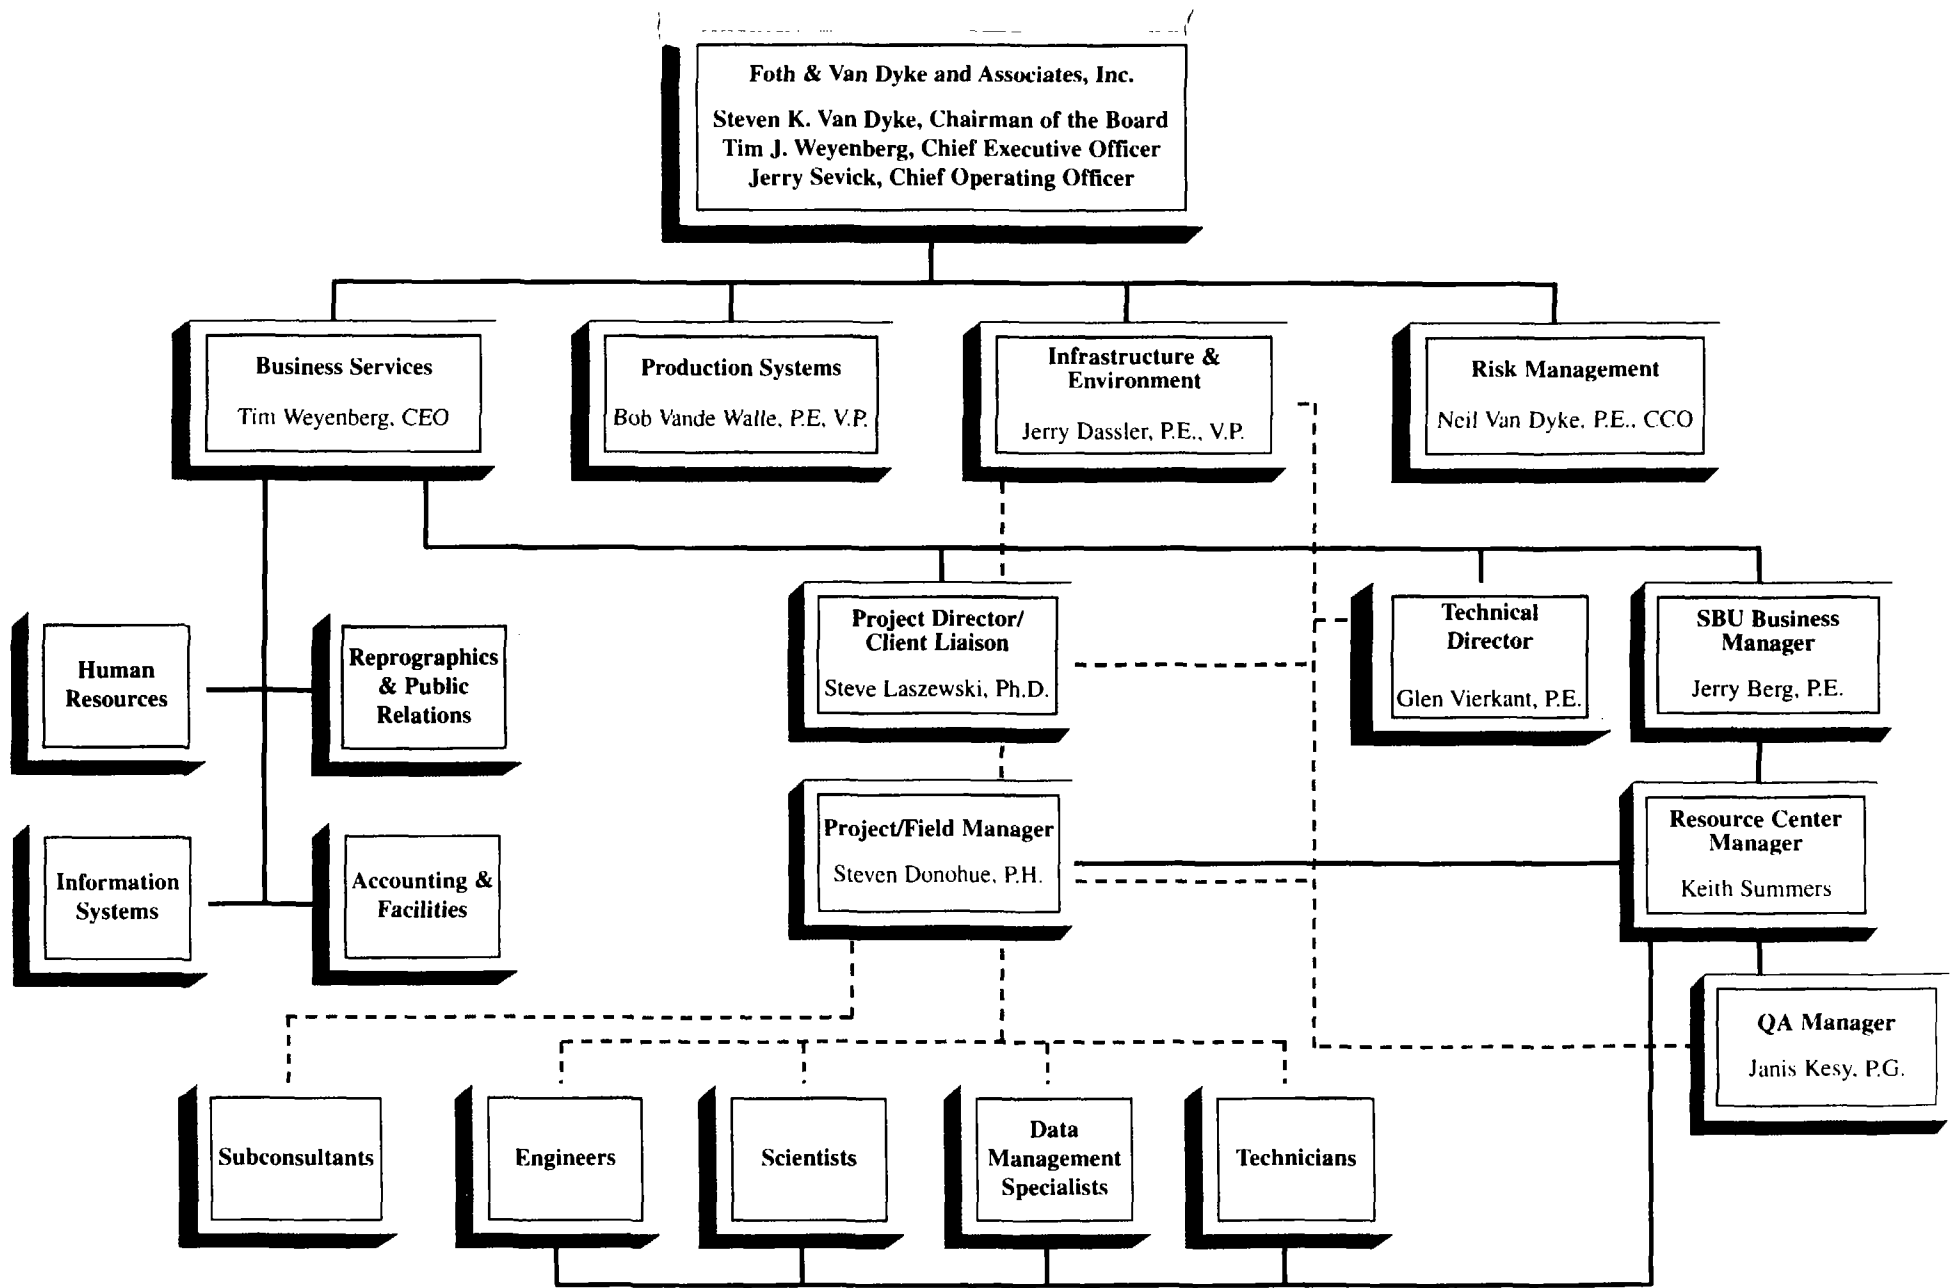 Foth & Van Dyke and Associates, Inc.
Steven K. Van Dyke, Chairman of the Board
Tim J. Weyenberg, Chief Executive Officer
Jerry Sevick, Chief Operating Officer
Business Services
Tim Weyenberg, CEO
Production Systems
Bob Vande Walle, P.E, V.P.
Infrastructure &
Environment
Jerry Dassler, P.E., V.P.
Risk Management
Neil Van Dyke, P.E., CCO
Human
Resources
Reprographics
& Public
Relations
Project Director/
Client Liaison
Steve Laszewski, Ph.D.
Technical
Director
Glen Vierkant, P.E.
SBU Business
Manager
Jerry Berg, P.E.
Information
Systems
Accounting &
Facilities
Project/Field Manager
Steven Donohue, P.H.
Resource Center
Manager
Keith Summers
QA Manager
Janis Kesy, P.G.
Subconsultants
Engineers
Scientists
Data
Management
Specialists
Technicians